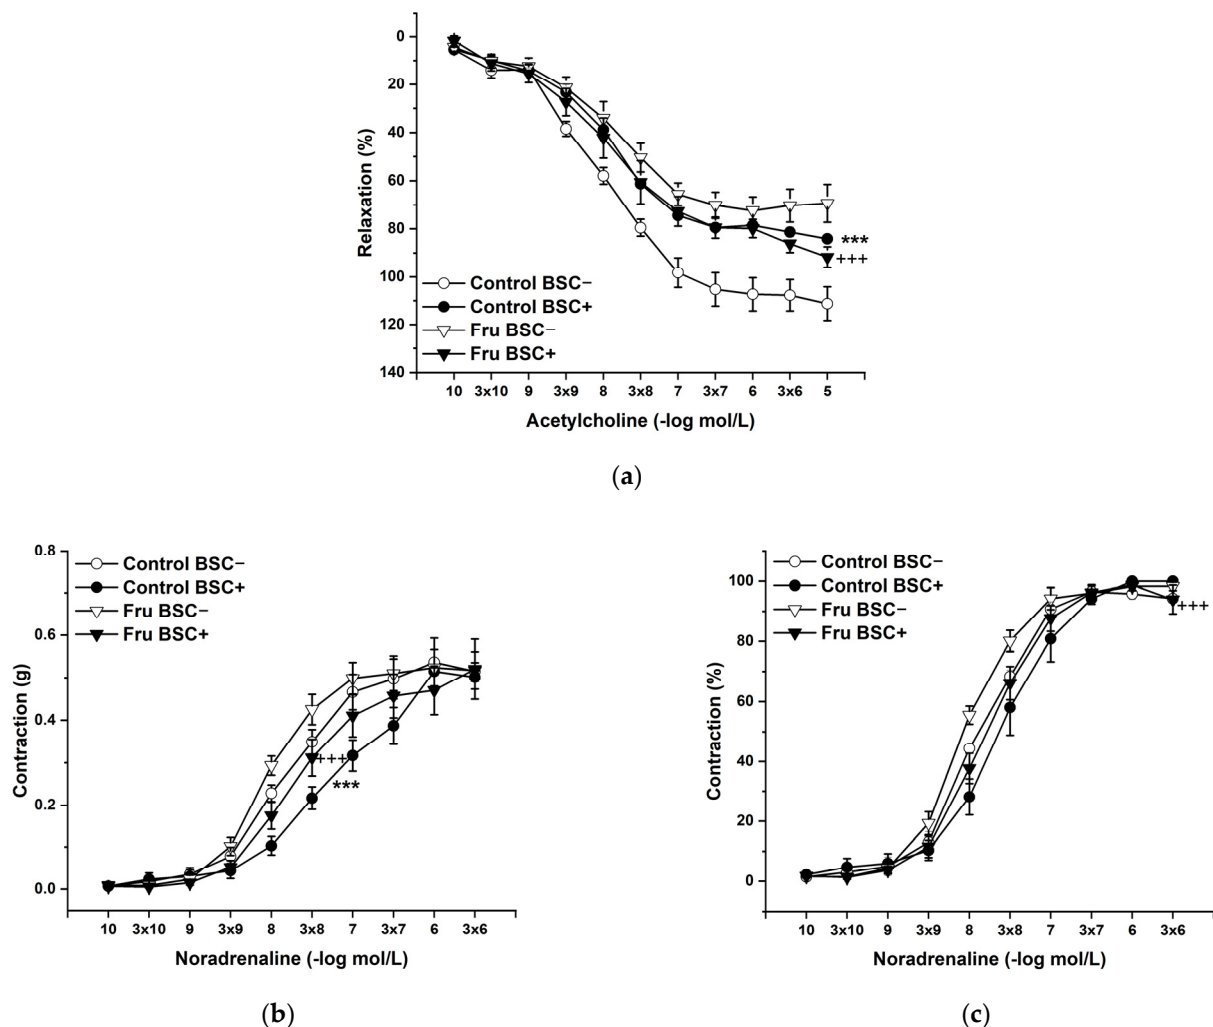 0
20
40
60
80
100
120
140
Relaxation (%)
***
+++
Control BSC−
Control BSC+
Fru BSC−
Fru BSC+
10 3x10 9 3x9 8 3x8 7 3x7 6 3x6 5
Acetylcholine (-log mol/L)
(a)
0.8
0.6
0.4
0.2
0.0
Contraction (g)
Control BSC−
Control BSC+
Fru BSC−
Fru BSC+
+++
***
10 3x10 9 3x9 8 3x8 7 3x7 6 3x6
Noradrenaline (-log mol/L)
(b)
100
80
60
40
20
0
Contraction (%)
Control BSC−
Control BSC+
Fru BSC−
Fru BSC+
+++
10 3x10 9 3x9 8 3x8 7 3x7 6 3x6
Noradrenaline (-log mol/L)
(c)